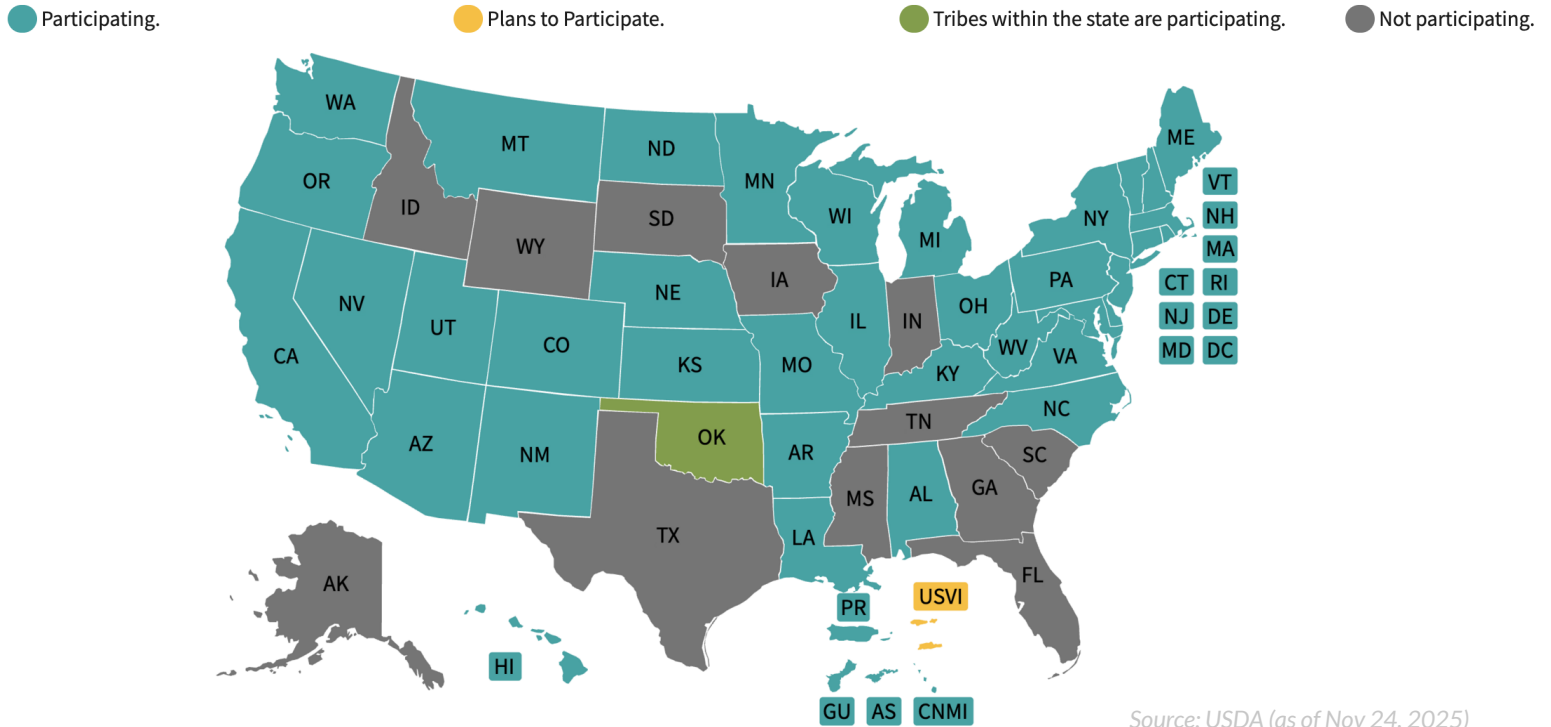 Participating.
Plans to Participate.
Tribes within the state are participating.
Not participating.
WA
MT
ND
MN
ME
OR
ID
SD
WI
MI
NY
VT
NH
MA
WY
IA
NE
PA
CT
RI
NV
UT
CO
IL
IN
OH
NJ
DE
CA
KS
MO
WV
VA
MD
DC
KY
AZ
NM
OK
AR
TN
NC
SC
MS
AL
GA
TX
LA
FL
AK
PR
USVI
HI
GU
AS
CNMI
Source: USDA (as of Nov 24, 2025)